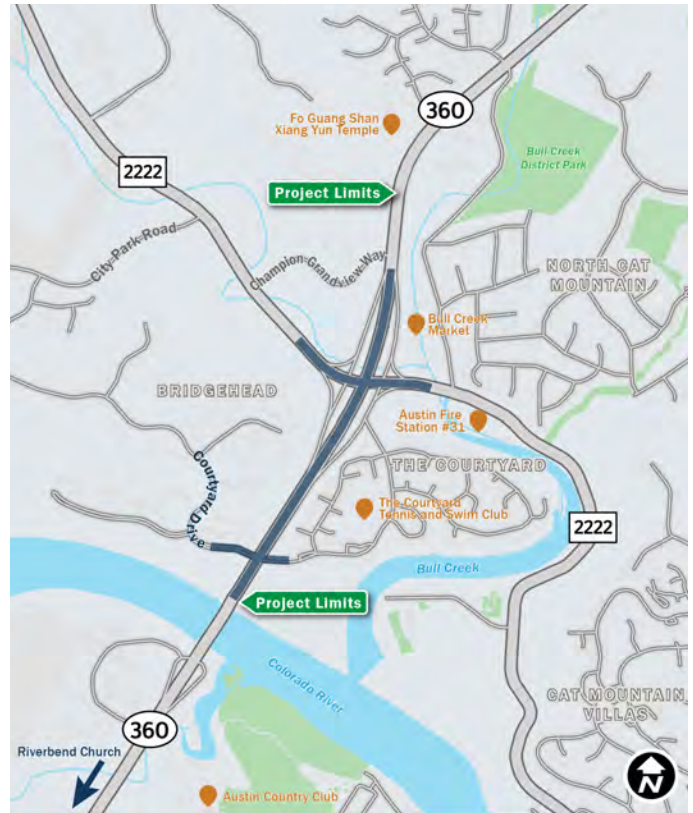 360
Fo Guang Shan
Xiang Yun Temple
Bull Creek
District Park
2222
Project Limits
City Park Road
Champion Grandview Way
NORTH CAT
MOUNTAIN
Bull Creek
Market
BRIDGEHEAD
Austin Fire
Station #31
Courtyard Drive
THE COURTYARD
The Courtyard
Tennis and Swim Club
2222
Bull Creek
Project Limits
Colorado
River
CAT MOUNTAIN
VILLAS
360
Riverbend Church
N
Austin Country Club